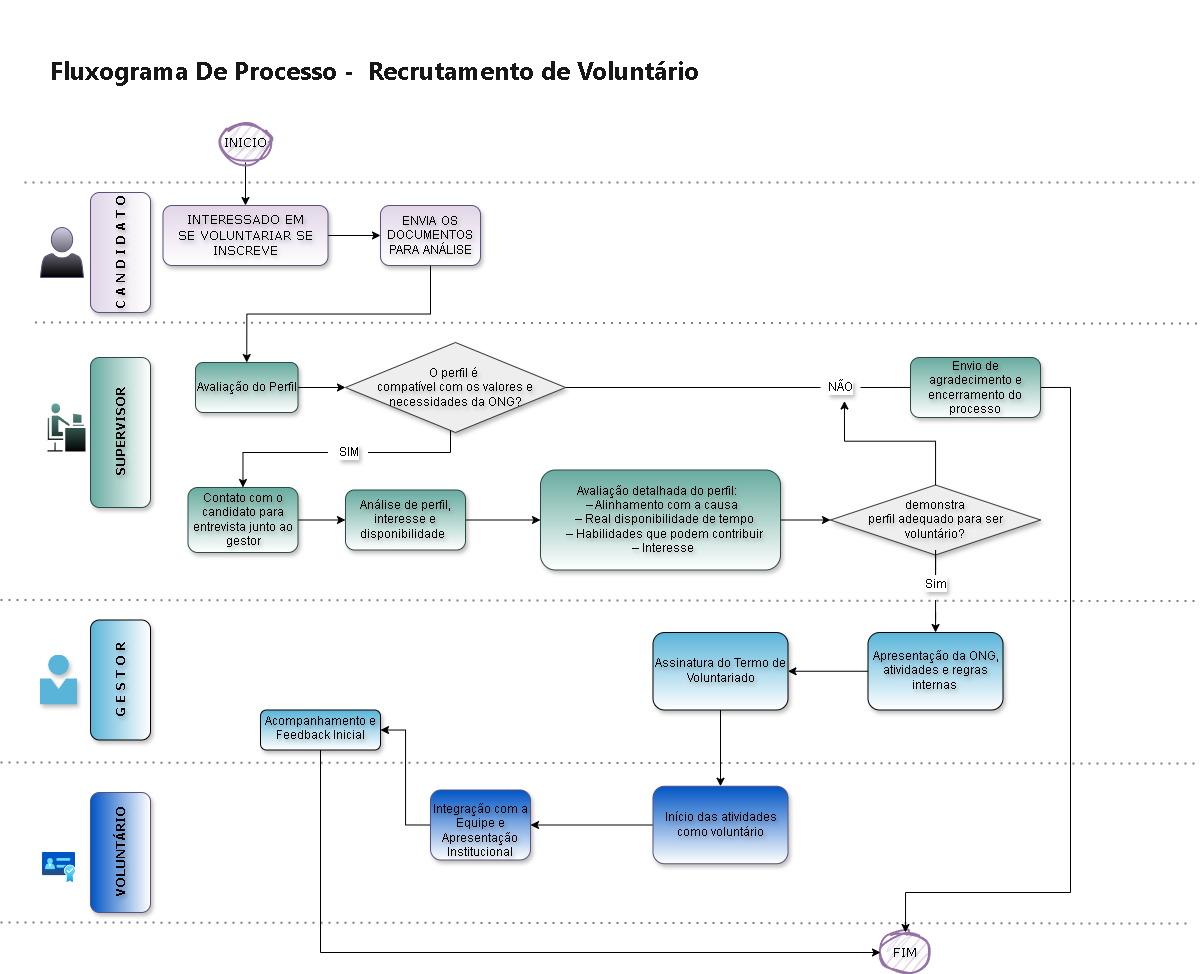 Fluxograma De Processo -  Recrutamento de Voluntário
INICIO
CANDIDATO
INTERESSADO EM
SE VOLUNTARIAR SE
INSCREVE
ENVIA OS
DOCUMENTOS
PARA ANÁLISE
SUPERVISOR
Avaliação do Perfil
O perfil é
compatível com os valores e
necessidades da ONG?
NÃO
Envio de
agradecimento e
encerramento do
processo
SIM
Contato com o
candidato para
entrevista junto ao
gestor
Análise de perfil,
interesse e
disponibilidade
Avaliação detalhada do perfil:
– Alinhamento com a causa
– Real disponibilidade de tempo
– Habilidades que podem contribuir
– Interesse
demonstra
perfil adequado para ser
voluntário?
Sim
GESTOR
Apresentação da ONG,
atividades e regras
internas
Assinatura do Termo de
Voluntariado
Acompanhamento e
Feedback Inicial
VOLUNTÁRIO
Início das atividades
como voluntário
Integração com a
Equipe e
Apresentação
Institucional
FIM